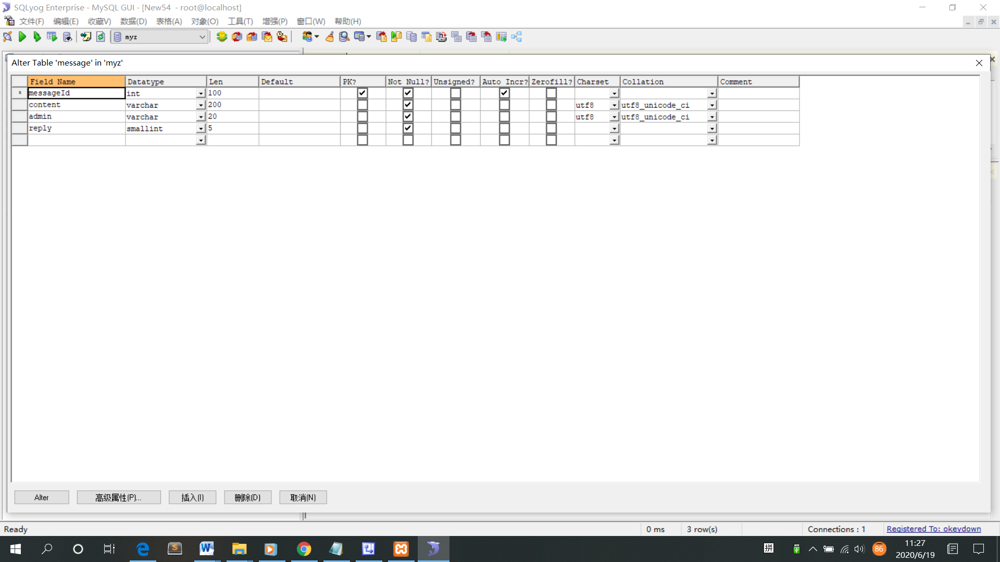 SQLyog Enterprise - MySQL GUI - [New54 - root@localhost]
文件(F) 编辑(E) 收藏(V) 数据(D) 表格(A) 对象(O) 工具(T) 增强(P) 窗口(W) 帮助(H)
myz
Alter Table 'message' in 'myz'
Field Name Datatype Len Default PK? Not Null? Unsigned? Auto Incr? Zerofill? Charset Collation Comment
* messageId int 100
content varchar 200 utf8 utf8_unicode_ci
admin varchar 20 utf8 utf8_unicode_ci
reply smallint 5
Alter 高级属性(P)... 插入(I) 删除(D) 取消(N)
Ready 0 ms 3 row(s) Connections : 1 Registered To: okeydown
拼 86 11:27
2020/6/19